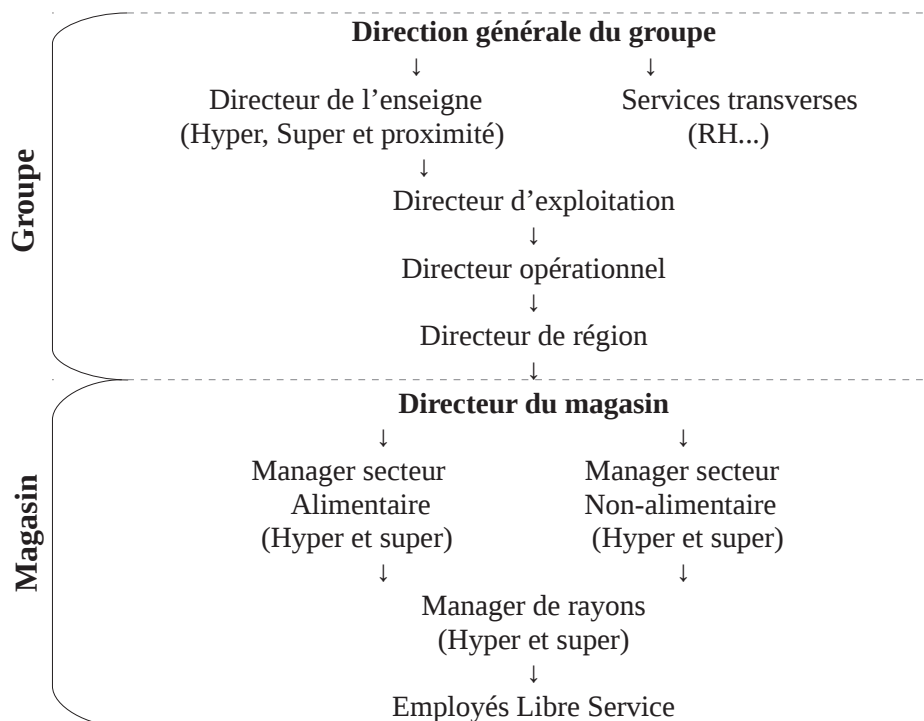 Groupe
Direction générale du groupe
↓ ↓
Directeur de l’enseigne Services transverses
(Hyper, Super et proximité) (RH...)
↓
Directeur d’exploitation
↓
Directeur opérationnel
↓
Directeur de région
↓
Magasin
Directeur du magasin
↓ ↓
Manager secteur Manager secteur
Alimentaire Non-alimentaire
(Hyper et super) (Hyper et super)
↓ ↓
Manager de rayons
(Hyper et super)
↓
Employés Libre Service